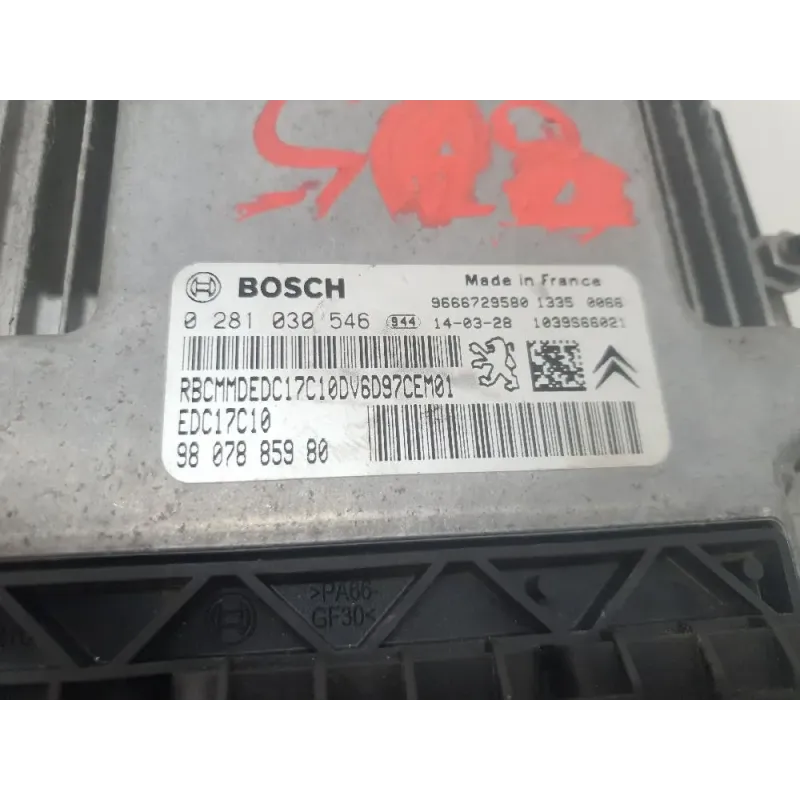 508
BOSCH Made in France
9666729580 1335 0066
0 281 030 546 944 14-03-28 1039S66021
RBCMMDEDC17C10DV6D97CEM01
EDC17C10
98 078 859 80
>PA66-
GF30<